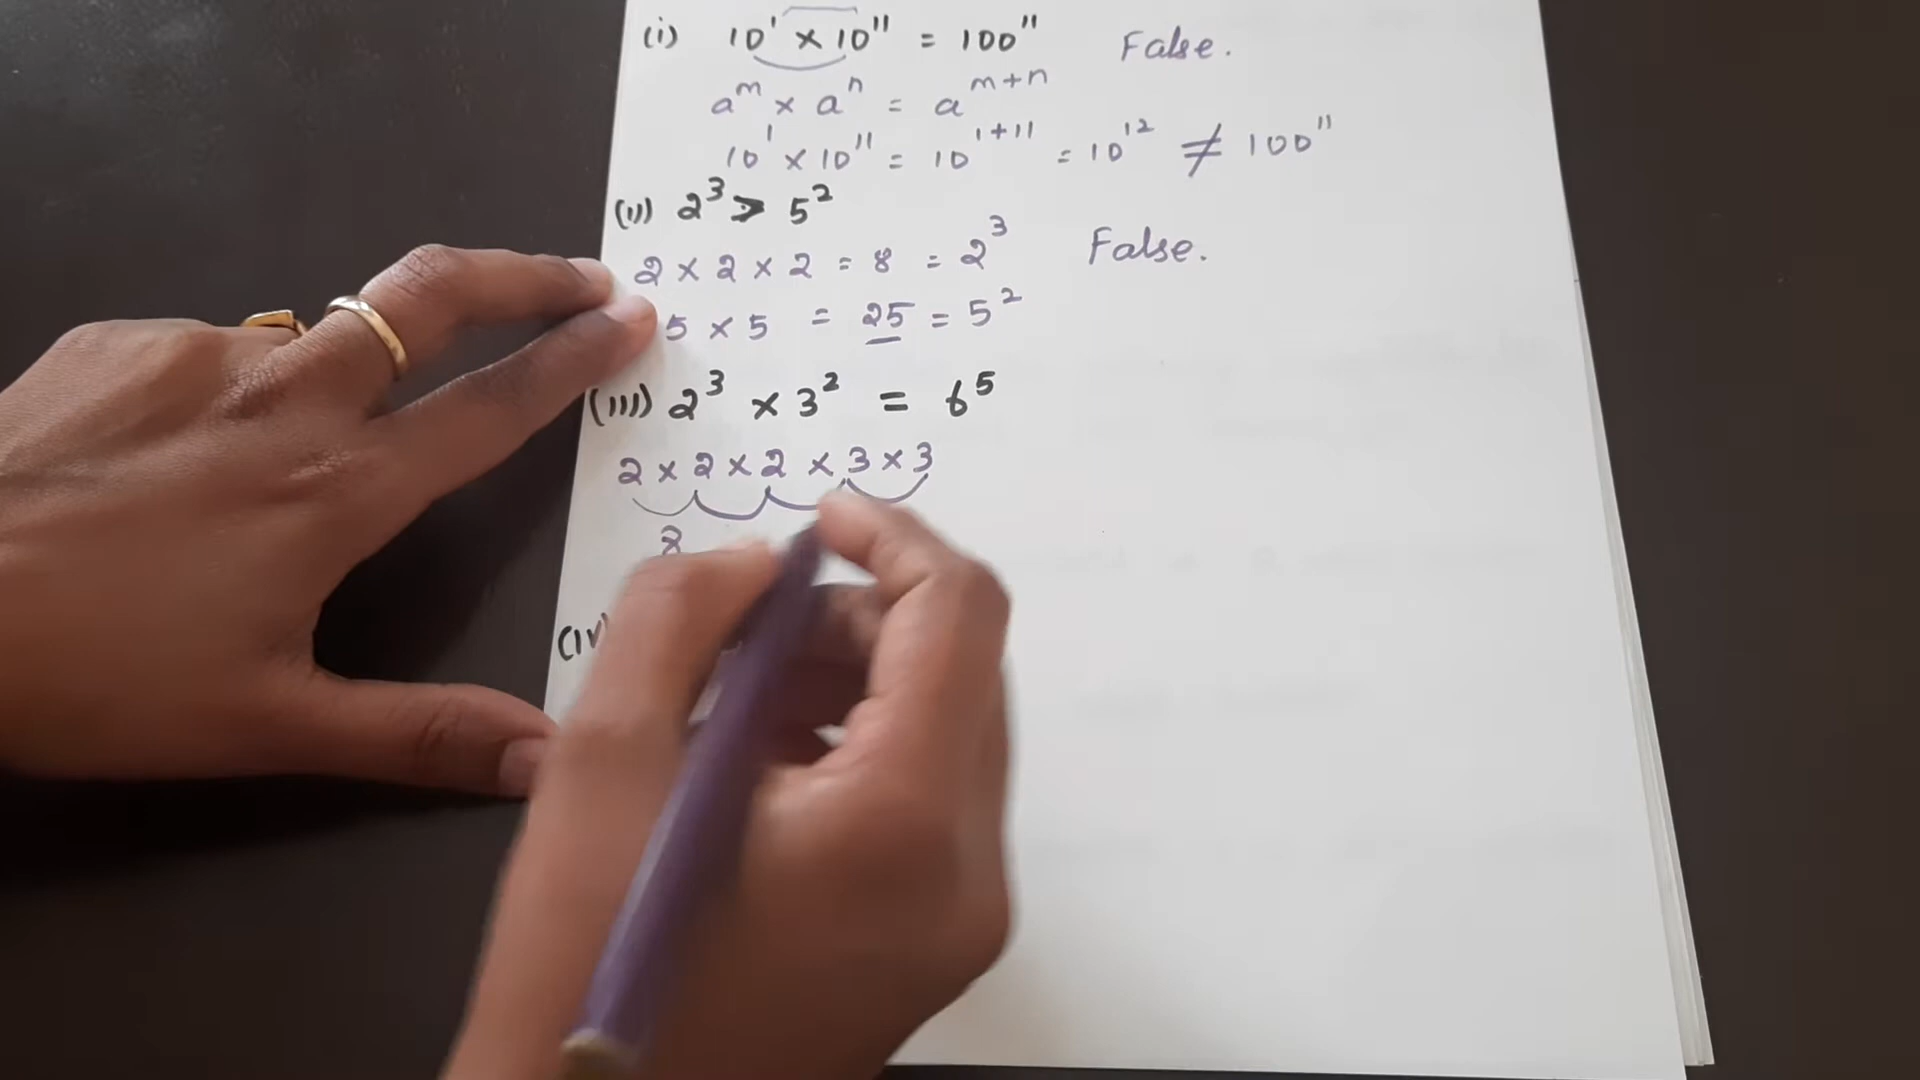 (i) 10¹ × 10¹¹ = 100¹¹ False.
aᵐ × aⁿ = aᵐ⁺ⁿ
10¹ × 10¹¹ = 10¹⁺¹¹ = 10¹² ≠ 100¹¹
(ii) 2³ > 5²
2 × 2 × 2 = 8 = 2³ False.
5 × 5 = 25 = 5²
(iii) 2³ × 3² = 6⁵
2 × 2 × 2 × 3 × 3
(iv)